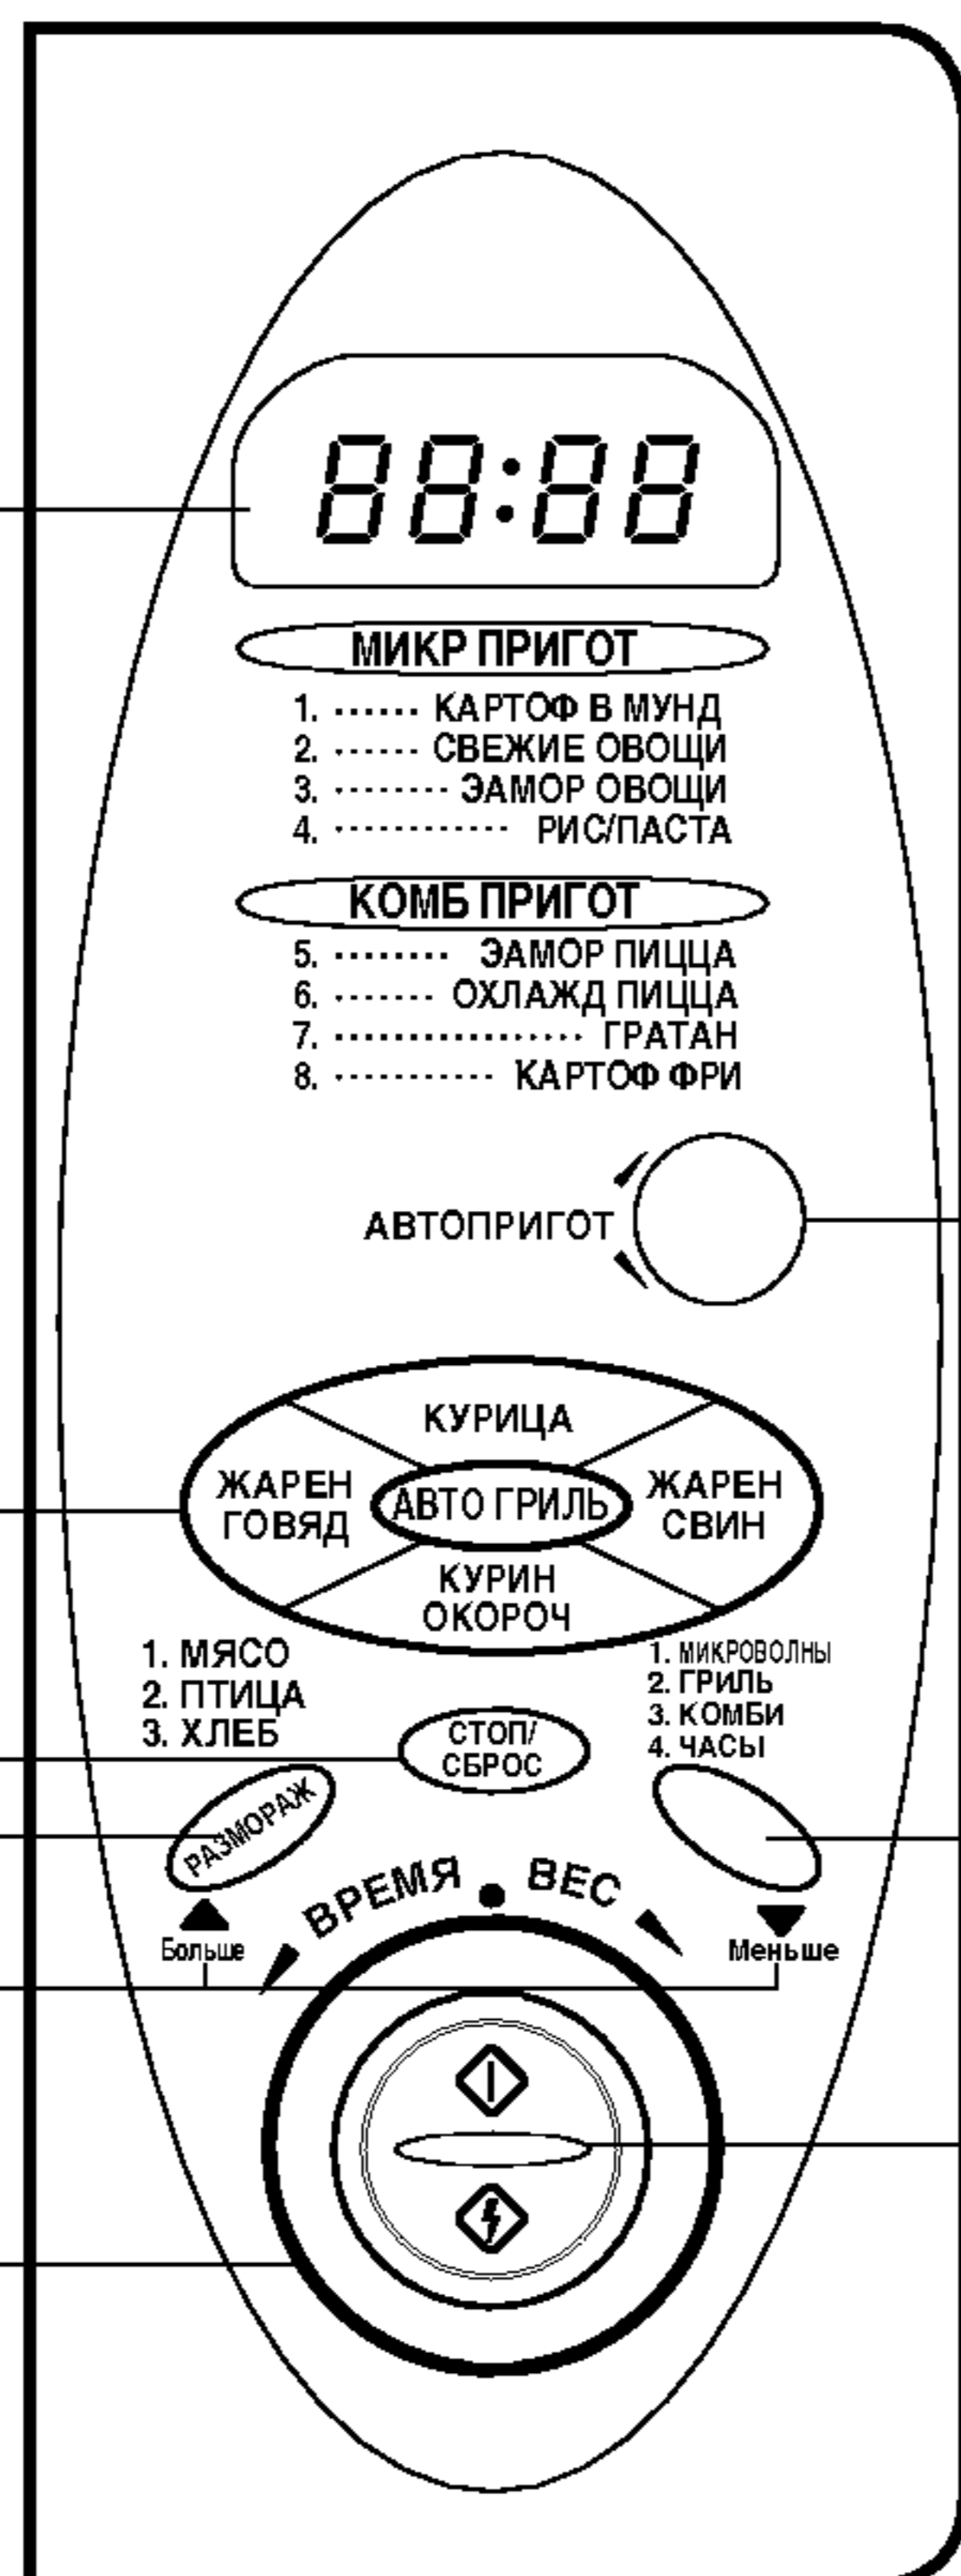 88:88
МИКР ПРИГОТ
1. ······ КАРТОФ В МУНД
2. ······ СВЕЖИЕ ОВОЩИ
3. ········ ЭАМОР ОВОЩИ
4. ············ РИС/ПАСТА
КОМБ ПРИГОТ
5. ········ ЭАМОР ПИЦЦА
6. ······· ОХЛАЖД ПИЦЦА
7. ················· ГРАТАН
8. ··········· КАРТОФ ФРИ
АВТОПРИГОТ
КУРИЦА
ЖАРЕН
ГОВЯД
АВТО ГРИЛЬ
ЖАРЕН
СВИН
КУРИН
ОКОРОЧ
1. МЯСО
2. ПТИЦА
3. ХЛЕБ
СТОП/
СБРОС
1. МИКРОВОЛНЫ
2. ГРИЛЬ
3. КОМБИ
4. ЧАСЫ
РАЗМОРАЖ
ВРЕМЯ • ВЕС
Больше
Меньше